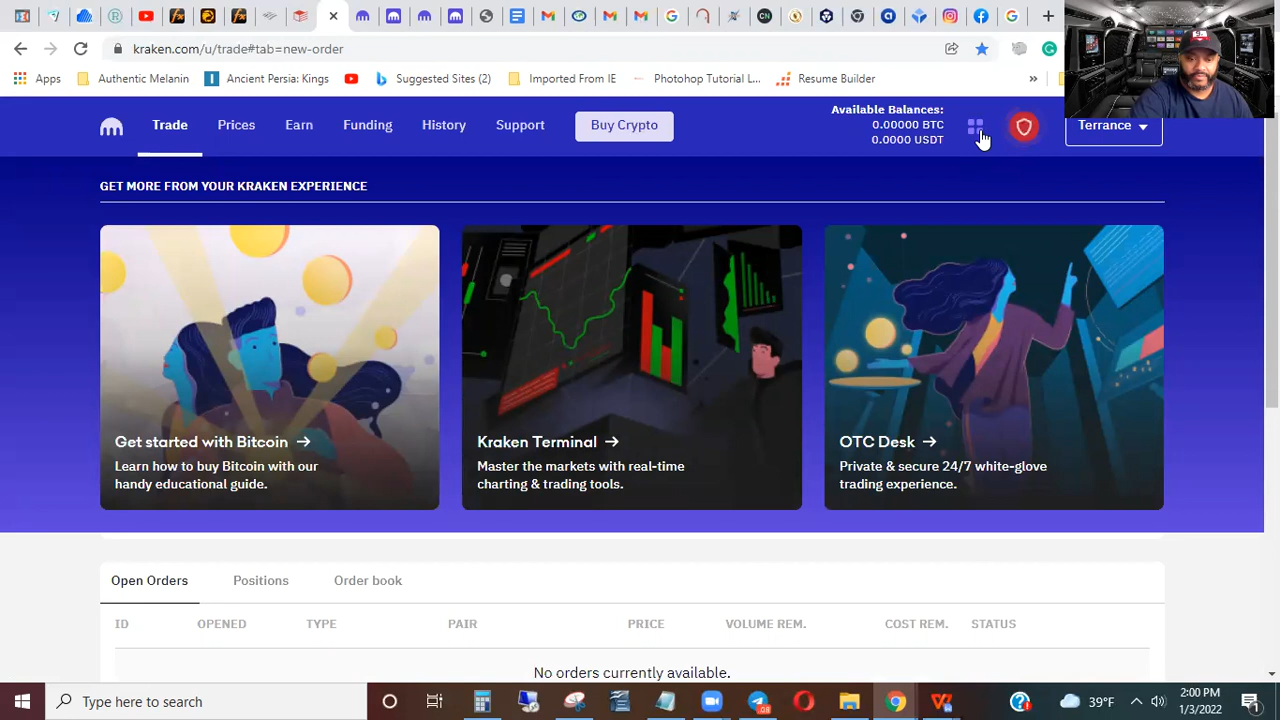 kraken.com/u/trade#tab=new-order
Apps
Authentic Melanin
Ancient Persia: Kings
Suggested Sites (2)
Imported From IE
Photohop Tutorial L...
Resume Builder
»
Trade
Prices
Earn
Funding
History
Support
Buy Crypto
Available Balances:
0.00000 BTC
0.0000 USDT
Terrance
GET MORE FROM YOUR KRAKEN EXPERIENCE
Get started with Bitcoin →
Learn how to buy Bitcoin with our
handy educational guide.
Kraken Terminal →
Master the markets with real-time
charting & trading tools.
OTC Desk →
Private & secure 24/7 white-glove
trading experience.
Open Orders
Positions
Order book
ID OPENED TYPE PAIR PRICE VOLUME REM. COST REM. STATUS
No orders currently available.
Type here to search
39°F
2:00 PM
1/3/2022